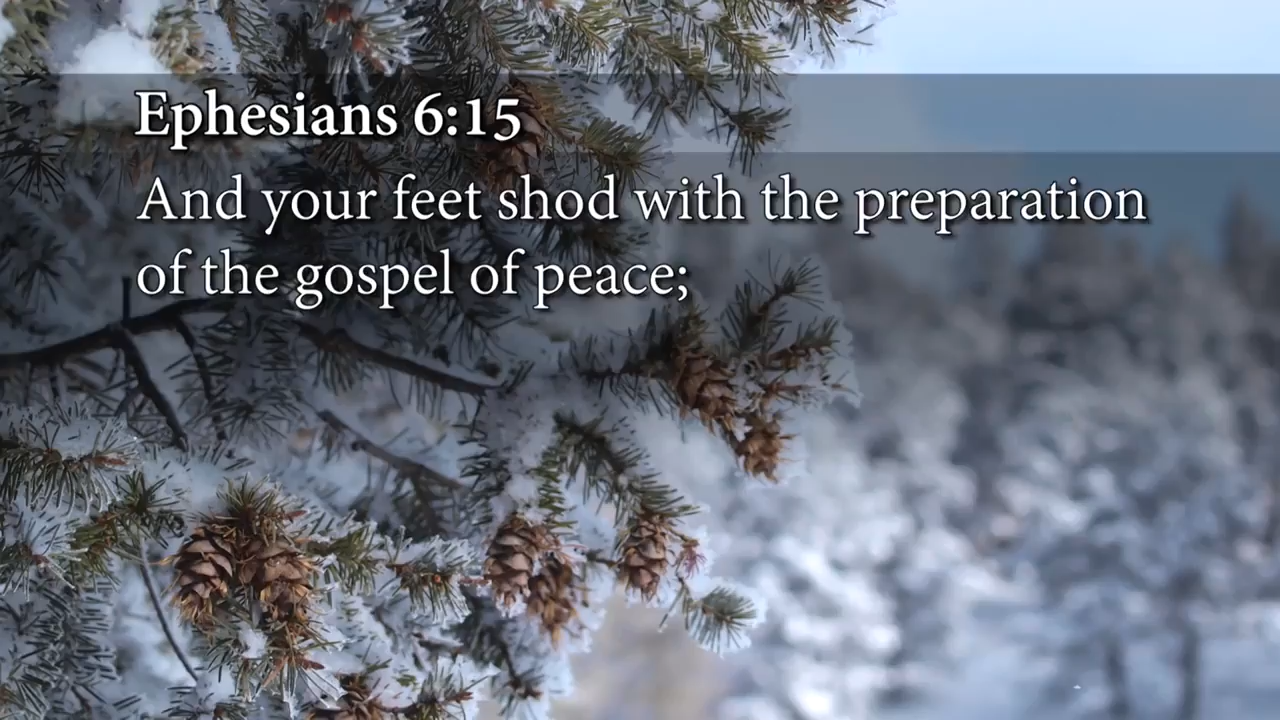 Ephesians 6:15
And your feet shod with the preparation
of the gospel of peace;